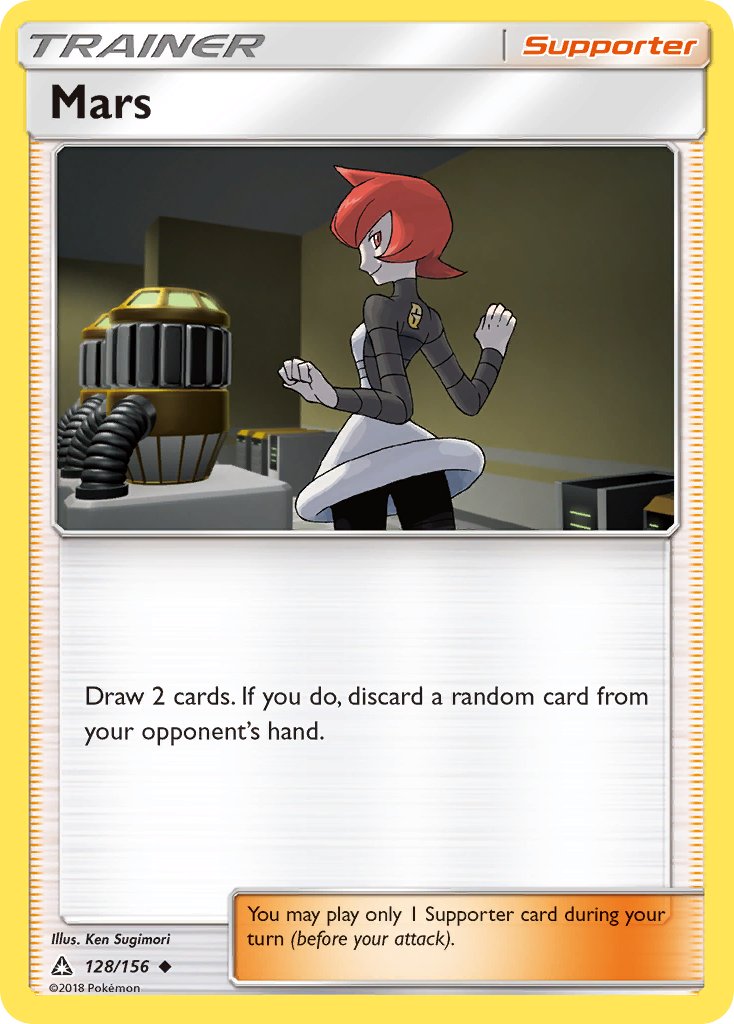 TRAINER
Supporter
Mars
Draw 2 cards. If you do, discard a random card from
your opponent's hand.
You may play only 1 Supporter card during your
turn (before your attack).
Illus. Ken Sugimori
128/156 ◆
©2018 Pokémon